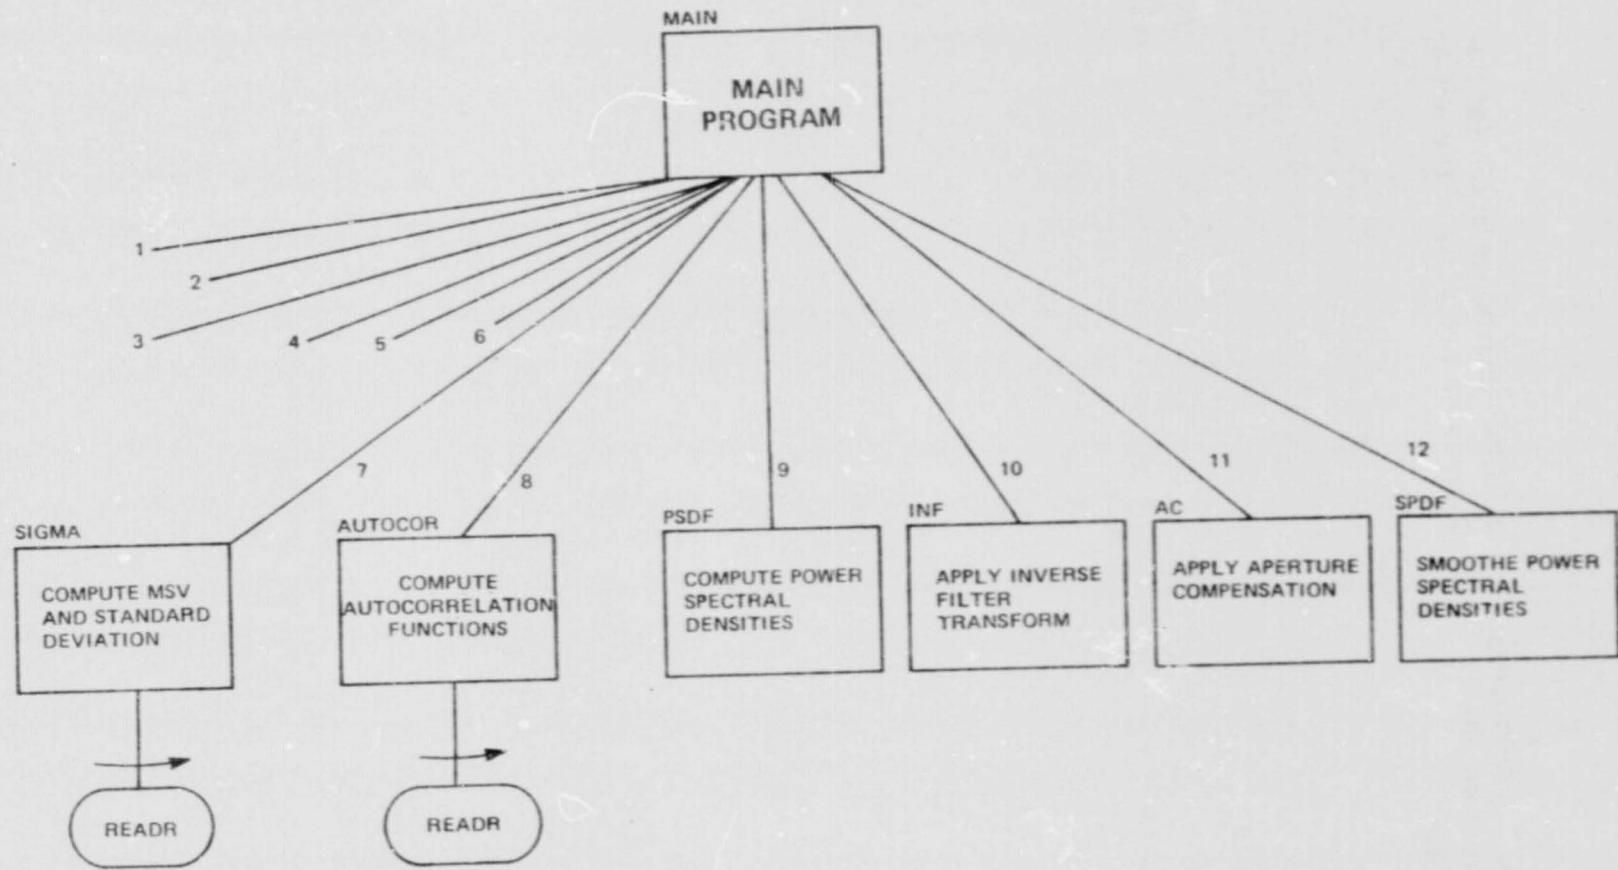 MAIN
MAIN
PROGRAM
1
2
3
4
5
6
7
8
9
10
11
12
SIGMA
COMPUTE MSV
AND STANDARD
DEVIATION
AUTOCOR
COMPUTE
AUTOCORRELATION
FUNCTIONS
PSDF
COMPUTE POWER
SPECTRAL
DENSITIES
INF
APPLY INVERSE
FILTER
TRANSFORM
AC
APPLY APERTURE
COMPENSATION
SPDF
SMOOTHE POWER
SPECTRAL
DENSITIES
READR
READR